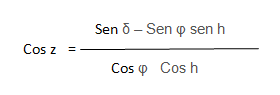 Sen δ – Sen φ sen h
Cos z =
Cos φ Cos h